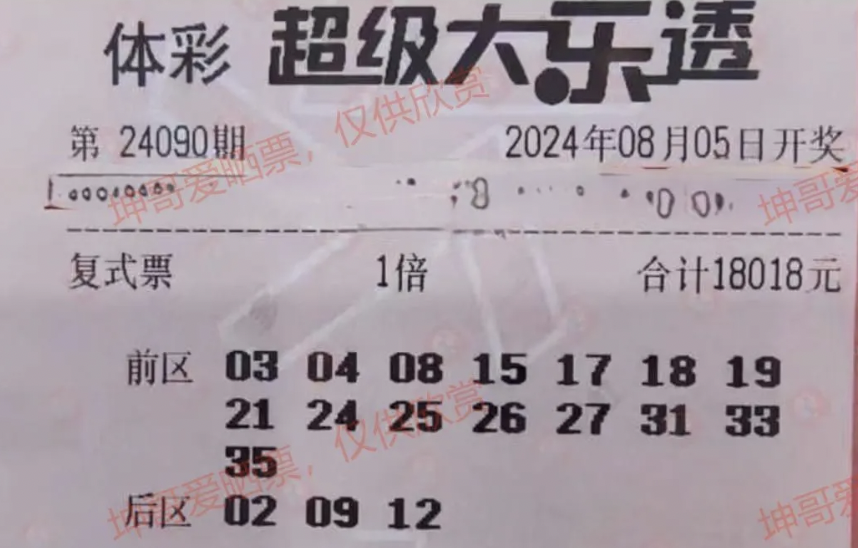 体彩 超级大乐透
第 24090期 2024年08月05日开奖
复式票 1倍 合计18018元
前区 03 04 08 15 17 18 19
21 24 25 26 27 31 33
35
后区 02 09 12
坤哥爱晒票，仅供欣赏
坤哥爱晒票，仅供欣赏
坤哥爱
坤哥爱